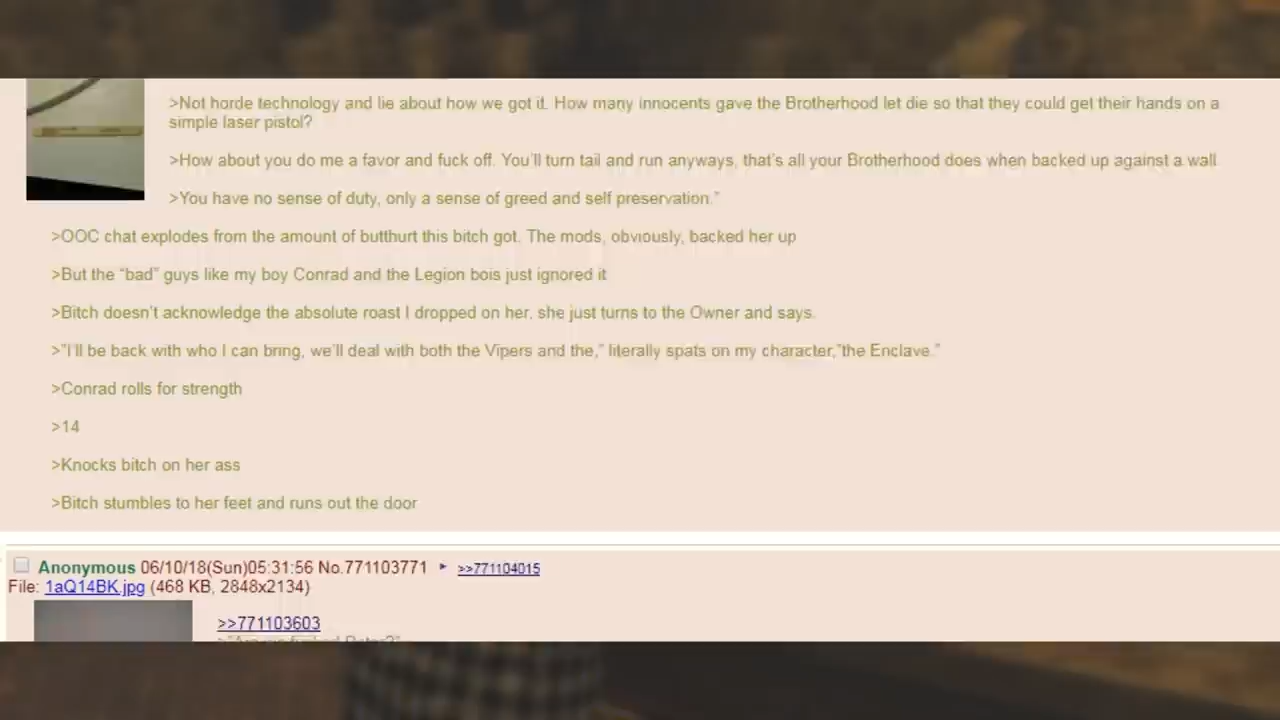 >Not horde technology and lie about how we got it. How many innocents gave the Brotherhood let die so that they could get their hands on a
simple laser pistol?
>How about you do me a favor and fuck off. You'll turn tail and run anyways, that's all your Brotherhood does when backed up against a wall.
>You have no sense of duty, only a sense of greed and self preservation."
>OOC chat explodes from the amount of butthurt this bitch got. The mods, obviously, backed her up
>But the "bad" guys like my boy Conrad and the Legion bois just ignored it
>Bitch doesn't acknowledge the absolute roast I dropped on her, she just turns to the Owner and says.
>"I'll be back with who I can bring, we'll deal with both the Vipers and the," literally spats on my character,"the Enclave."
>Conrad rolls for strength
>14
>Knocks bitch on her ass
>Bitch stumbles to her feet and runs out the door
Anonymous 06/10/18(Sun)05:31:56 No.771103771 ▸ >>771104015
File: 1aQ14BK.jpg (468 KB, 2848x2134)
>>771103603